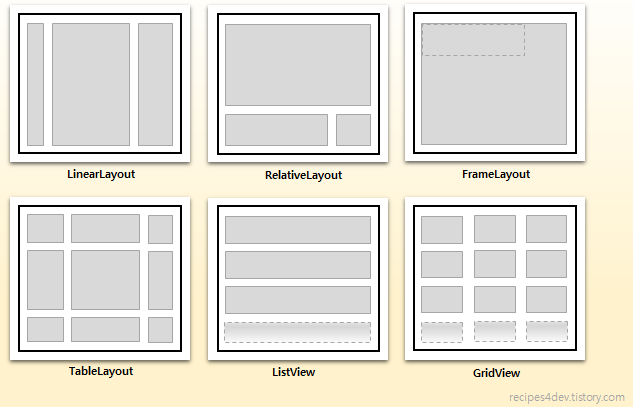 LinearLayout
RelativeLayout
FrameLayout
TableLayout
ListView
GridView
recipes4dev.tistory.com